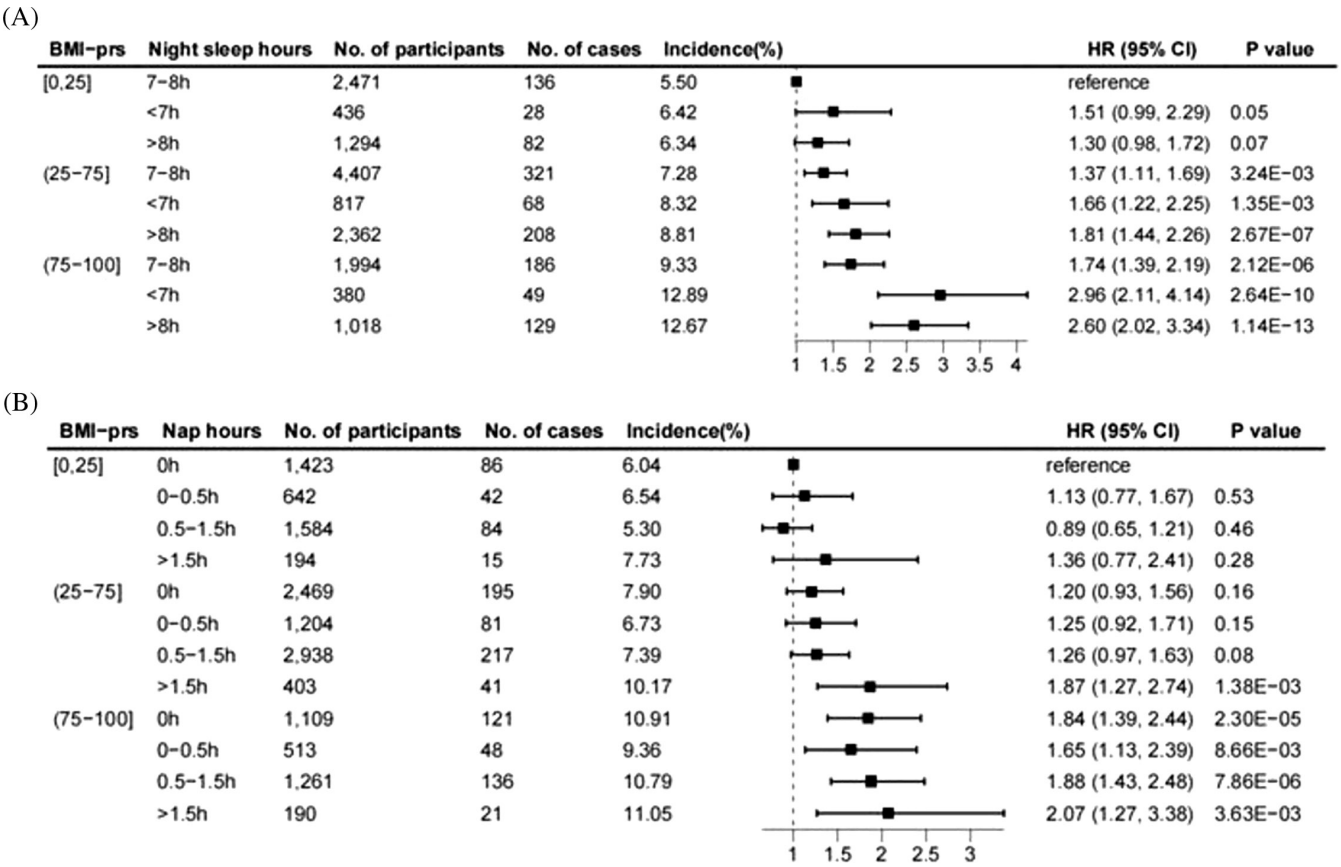 (A)
BMI−prs Night sleep hours No. of participants No. of cases Incidence(%) HR (95% CI) P value
[0,25] 7−8h 2,471 136 5.50 reference
<7h 436 28 6.42 1.51 (0.99, 2.29) 0.05
>8h 1,294 82 6.34 1.30 (0.98, 1.72) 0.07
(25−75] 7−8h 4,407 321 7.28 1.37 (1.11, 1.69) 3.24E−03
<7h 817 68 8.32 1.66 (1.22, 2.25) 1.35E−03
>8h 2,362 208 8.81 1.81 (1.44, 2.26) 2.67E−07
(75−100] 7−8h 1,994 186 9.33 1.74 (1.39, 2.19) 2.12E−06
<7h 380 49 12.89 2.96 (2.11, 4.14) 2.64E−10
>8h 1,018 129 12.67 2.60 (2.02, 3.34) 1.14E−13
1 1.5 2 2.5 3 3.5 4
(B)
BMI−prs Nap hours No. of participants No. of cases Incidence(%) HR (95% CI) P value
[0,25] 0h 1,423 86 6.04 reference
0−0.5h 642 42 6.54 1.13 (0.77, 1.67) 0.53
0.5−1.5h 1,584 84 5.30 0.89 (0.65, 1.21) 0.46
>1.5h 194 15 7.73 1.36 (0.77, 2.41) 0.28
(25−75] 0h 2,469 195 7.90 1.20 (0.93, 1.56) 0.16
0−0.5h 1,204 81 6.73 1.25 (0.92, 1.71) 0.15
0.5−1.5h 2,938 217 7.39 1.26 (0.97, 1.63) 0.08
>1.5h 403 41 10.17 1.87 (1.27, 2.74) 1.38E−03
(75−100] 0h 1,109 121 10.91 1.84 (1.39, 2.44) 2.30E−05
0−0.5h 513 48 9.36 1.65 (1.13, 2.39) 8.66E−03
0.5−1.5h 1,261 136 10.79 1.88 (1.43, 2.48) 7.86E−06
>1.5h 190 21 11.05 2.07 (1.27, 3.38) 3.63E−03
1 1.5 2 2.5 3